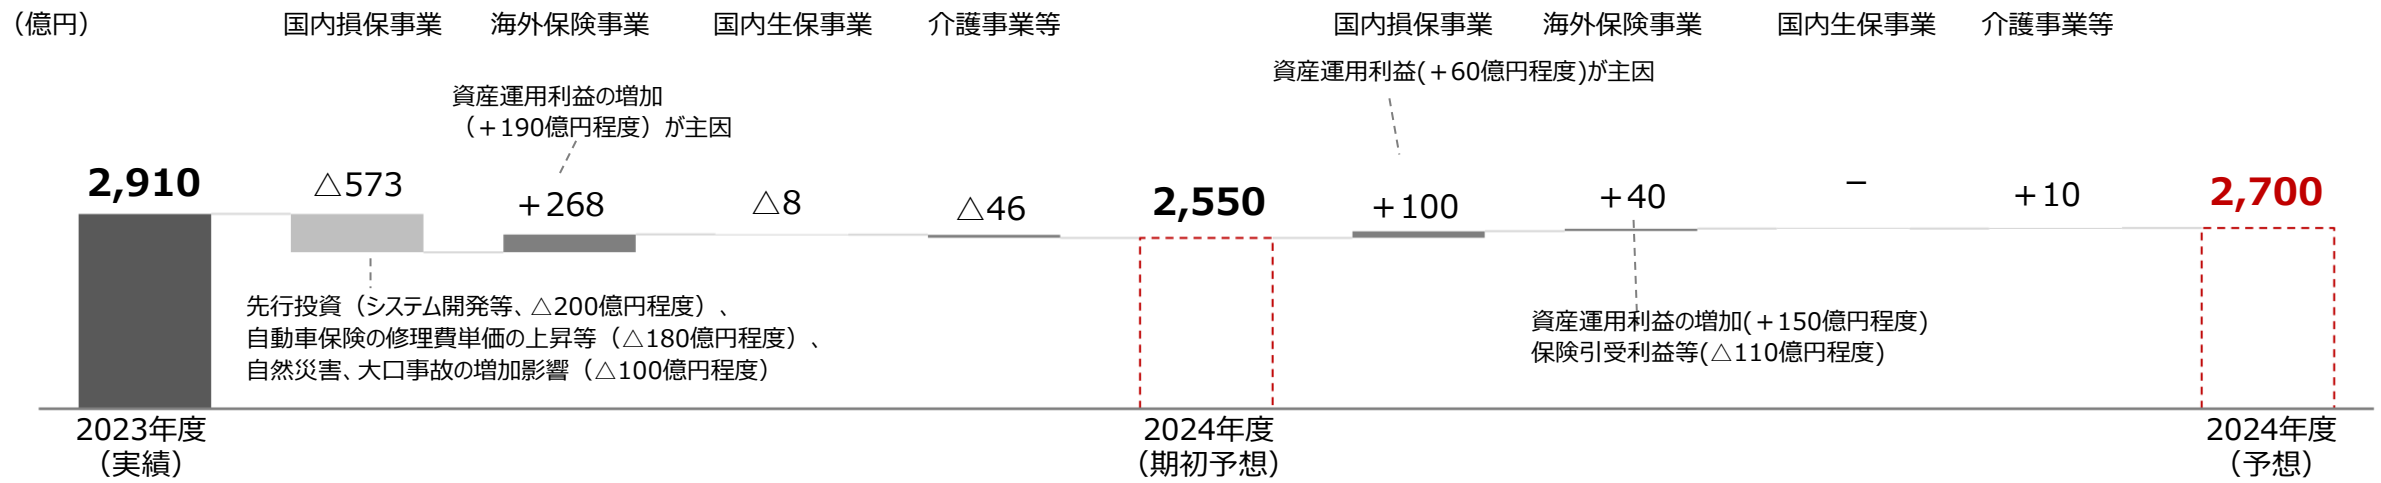 （億円）
国内損保事業 海外保険事業 国内生保事業 介護事業等 国内損保事業 海外保険事業 国内生保事業 介護事業等
資産運用利益の増加
（＋190億円程度）が主因
資産運用利益(＋60億円程度)が主因
2,910 △573 ＋268 △8 △46 2,550 ＋100 ＋40 － ＋10 2,700
先行投資（システム開発等、△200億円程度）、
自動車保険の修理費単価の上昇等（△180億円程度）、
自然災害、大口事故の増加影響（△100億円程度）
資産運用利益の増加(＋150億円程度)
保険引受利益等(△110億円程度)
2023年度
（実績）
2024年度
（期初予想）
2024年度
（予想）